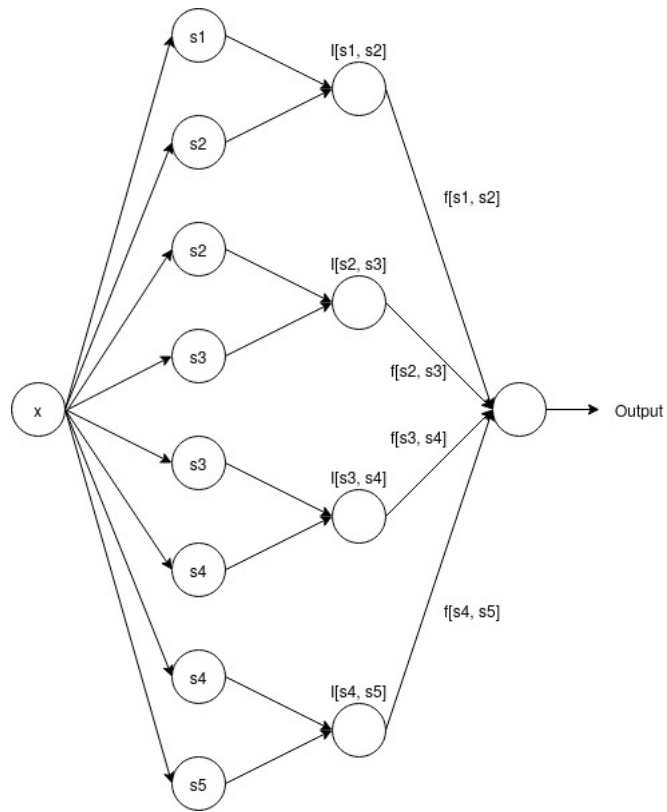 s1
I[s1, s2]
s2
f[s1, s2]
s2
I[s2, s3]
s3
f[s2, s3]
x
Output
f[s3, s4]
s3
I[s3, s4]
s4
f[s4, s5]
s4
I[s4, s5]
s5